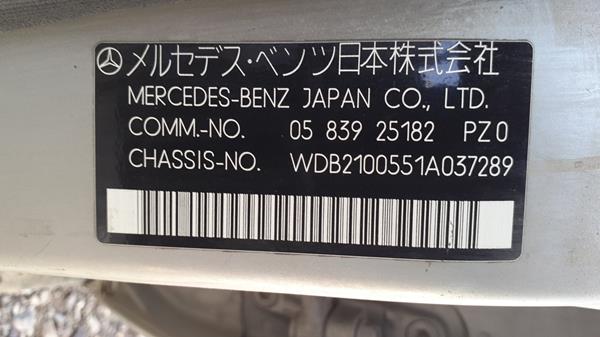 メルセデス・ベンツ日本株式会社
MERCEDES-BENZ JAPAN CO., LTD.
COMM.-NO. 05 839 25182 PZ0
CHASSIS-NO. WDB2100551A037289